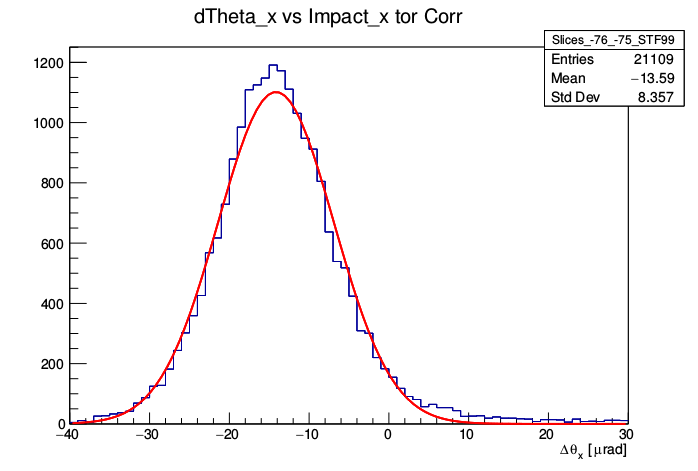 dTheta_x vs Impact_x tor Corr
Slices_-76_-75_STF99
Entries 21109
Mean −13.59
Std Dev 8.357
1200
1000
800
600
400
200
0
−40 −30 −20 −10 0 10 20 30
Δθx [μrad]